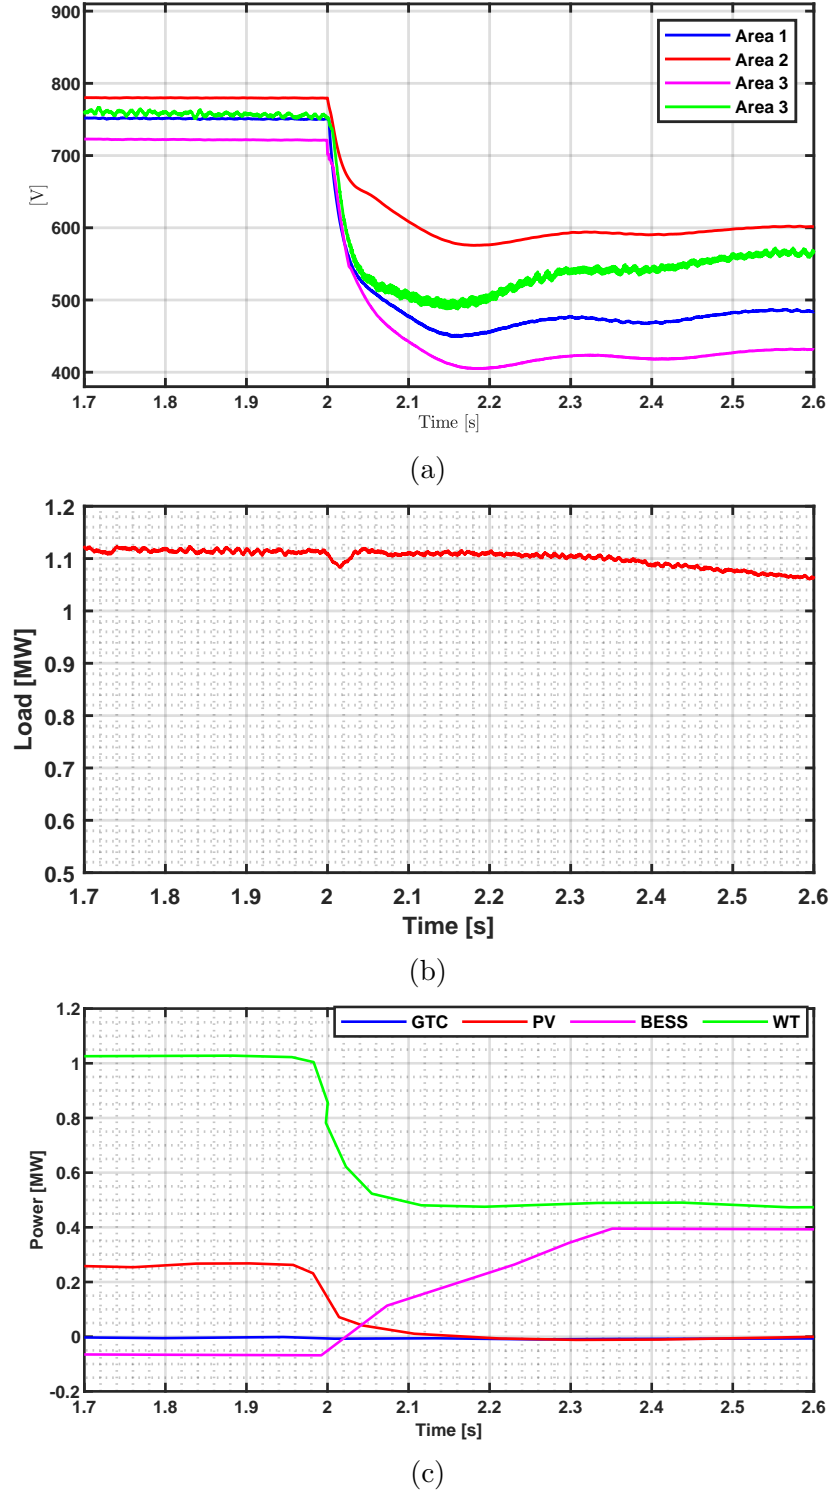 900
800
700
600
500
400
[V]
Area 1
Area 2
Area 3
Area 3
1.7 1.8 1.9 2 2.1 2.2 2.3 2.4 2.5 2.6
Time [s]
(a)
1.2
1.1
1
0.9
0.8
0.7
0.6
0.5
Load [MW]
1.7 1.8 1.9 2 2.1 2.2 2.3 2.4 2.5 2.6
Time [s]
(b)
GTC PV BESS WT
1.2
1
0.8
0.6
0.4
0.2
0
-0.2
Power [MW]
1.7 1.8 1.9 2 2.1 2.2 2.3 2.4 2.5 2.6
Time [s]
(c)